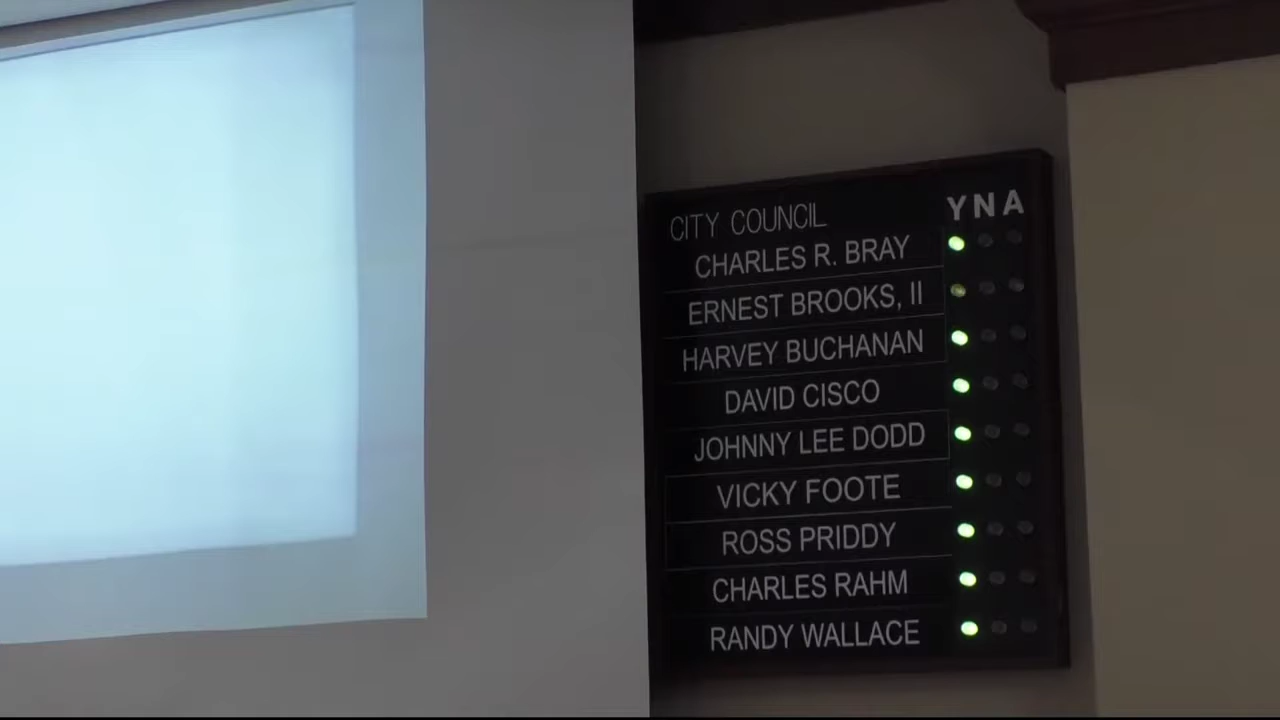 CITY COUNCIL Y N A
CHARLES R. BRAY
ERNEST BROOKS, II
HARVEY BUCHANAN
DAVID CISCO
JOHNNY LEE DODD
VICKY FOOTE
ROSS PRIDDY
CHARLES RAHM
RANDY WALLACE